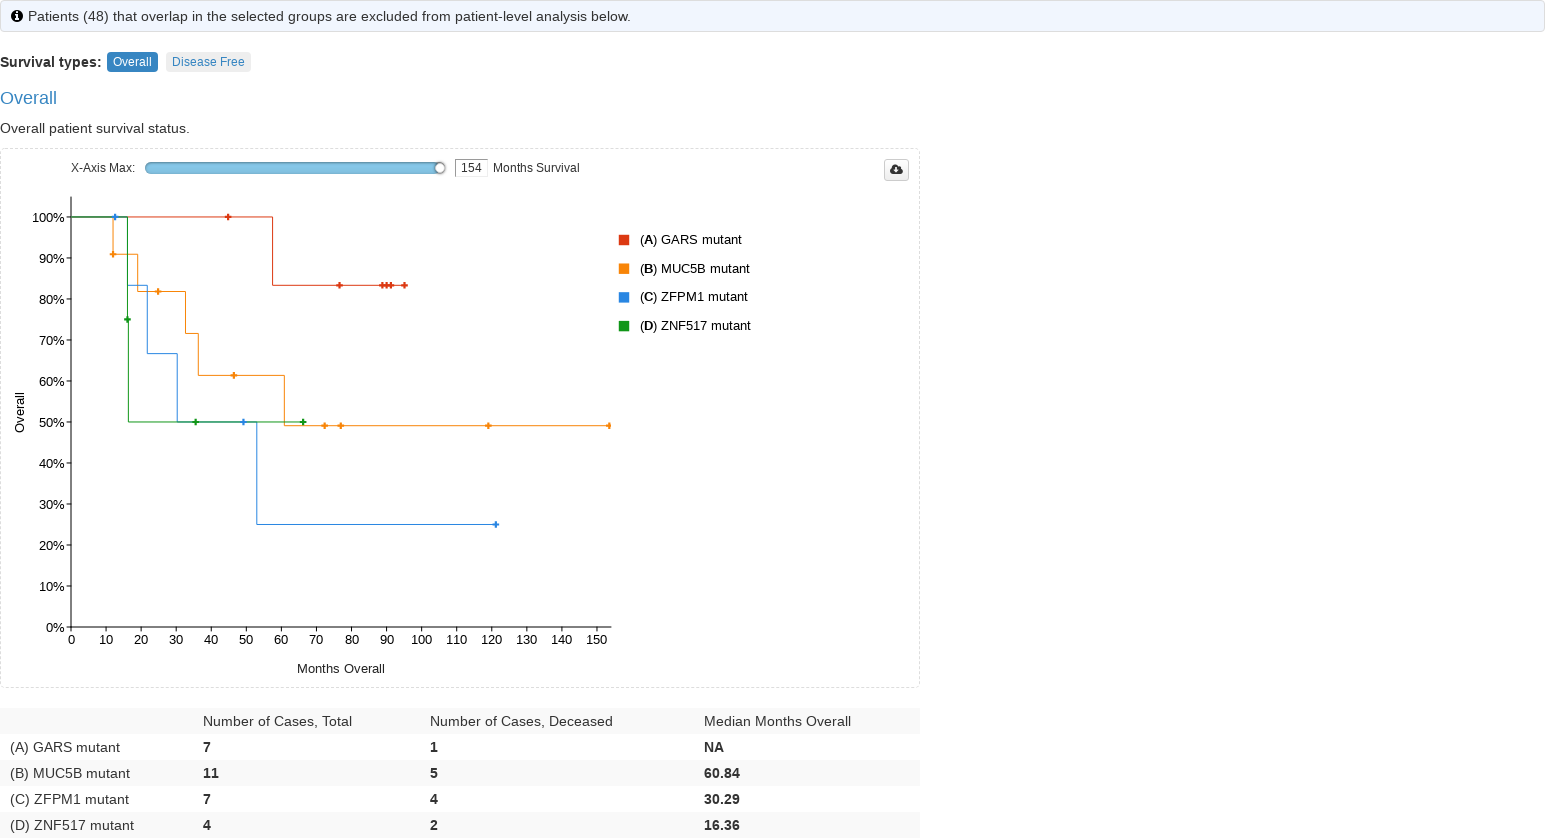 Patients (48) that overlap in the selected groups are excluded from patient-level analysis below.
Survival types: Overall Disease Free
Overall
Overall patient survival status.
X-Axis Max: 154 Months Survival
100%
90%
80%
70%
60%
50%
40%
30%
20%
10%
0%
Overall
0 10 20 30 40 50 60 70 80 90 100 110 120 130 140 150
Months Overall
(A) GARS mutant
(B) MUC5B mutant
(C) ZFPM1 mutant
(D) ZNF517 mutant
Number of Cases, Total Number of Cases, Deceased Median Months Overall
(A) GARS mutant 7 1 NA
(B) MUC5B mutant 11 5 60.84
(C) ZFPM1 mutant 7 4 30.29
(D) ZNF517 mutant 4 2 16.36